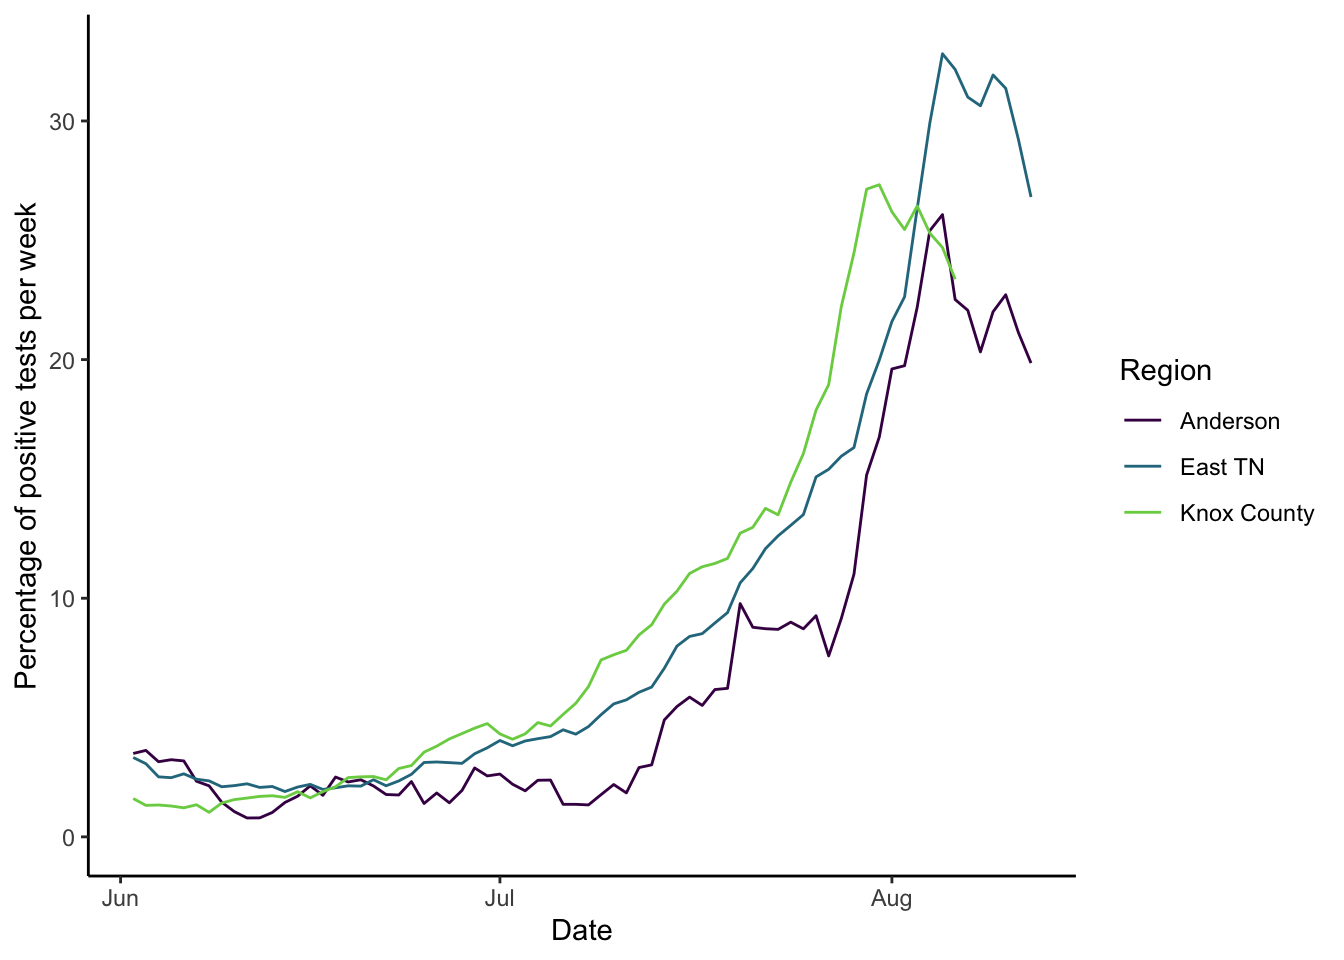 Percentage of positive tests per week
30
20
10
0
Jun
Jul
Aug
Date
Region
Anderson
East TN
Knox County